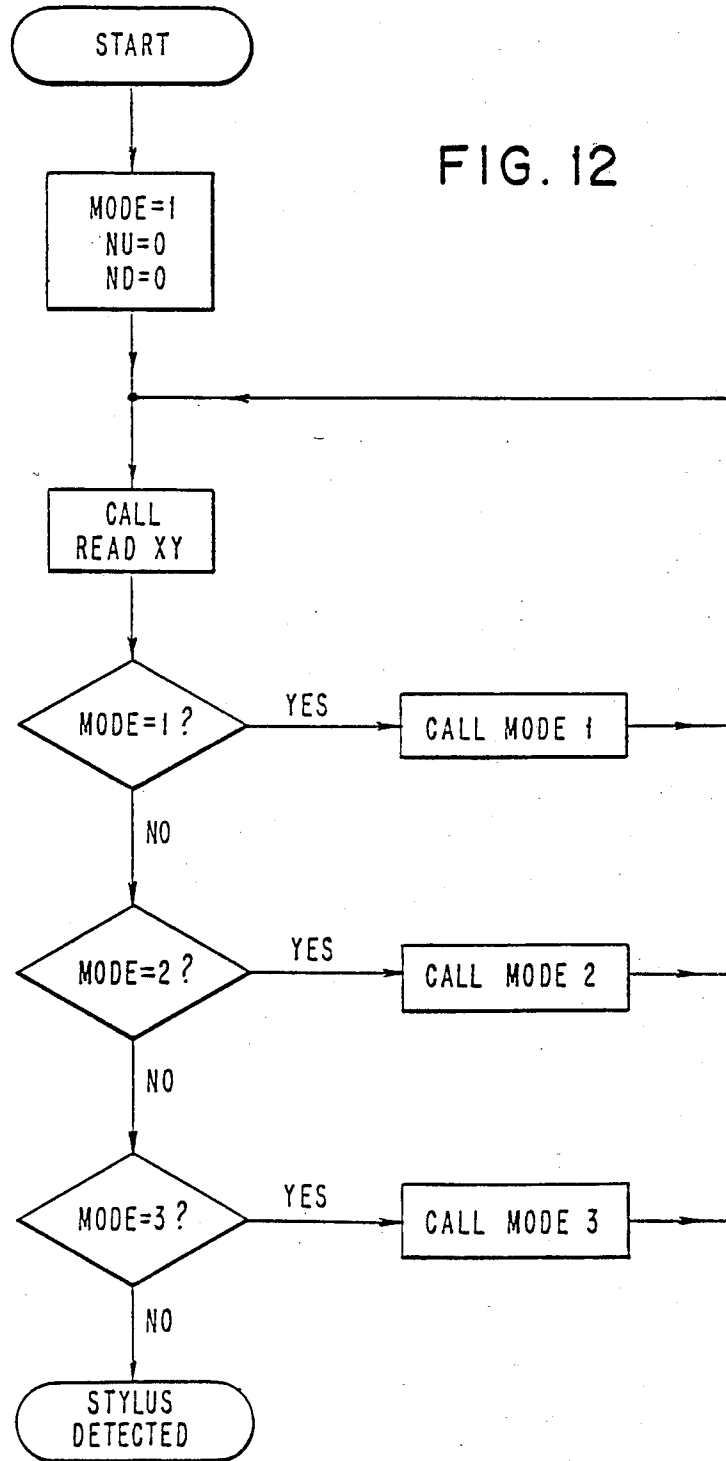 START
FIG. 12
MODE=1
NU=0
ND=0
CALL
READ XY
MODE=1?
YES
CALL MODE 1
NO
MODE=2?
YES
CALL MODE 2
NO
MODE=3?
YES
CALL MODE 3
NO
STYLUS
DETECTED